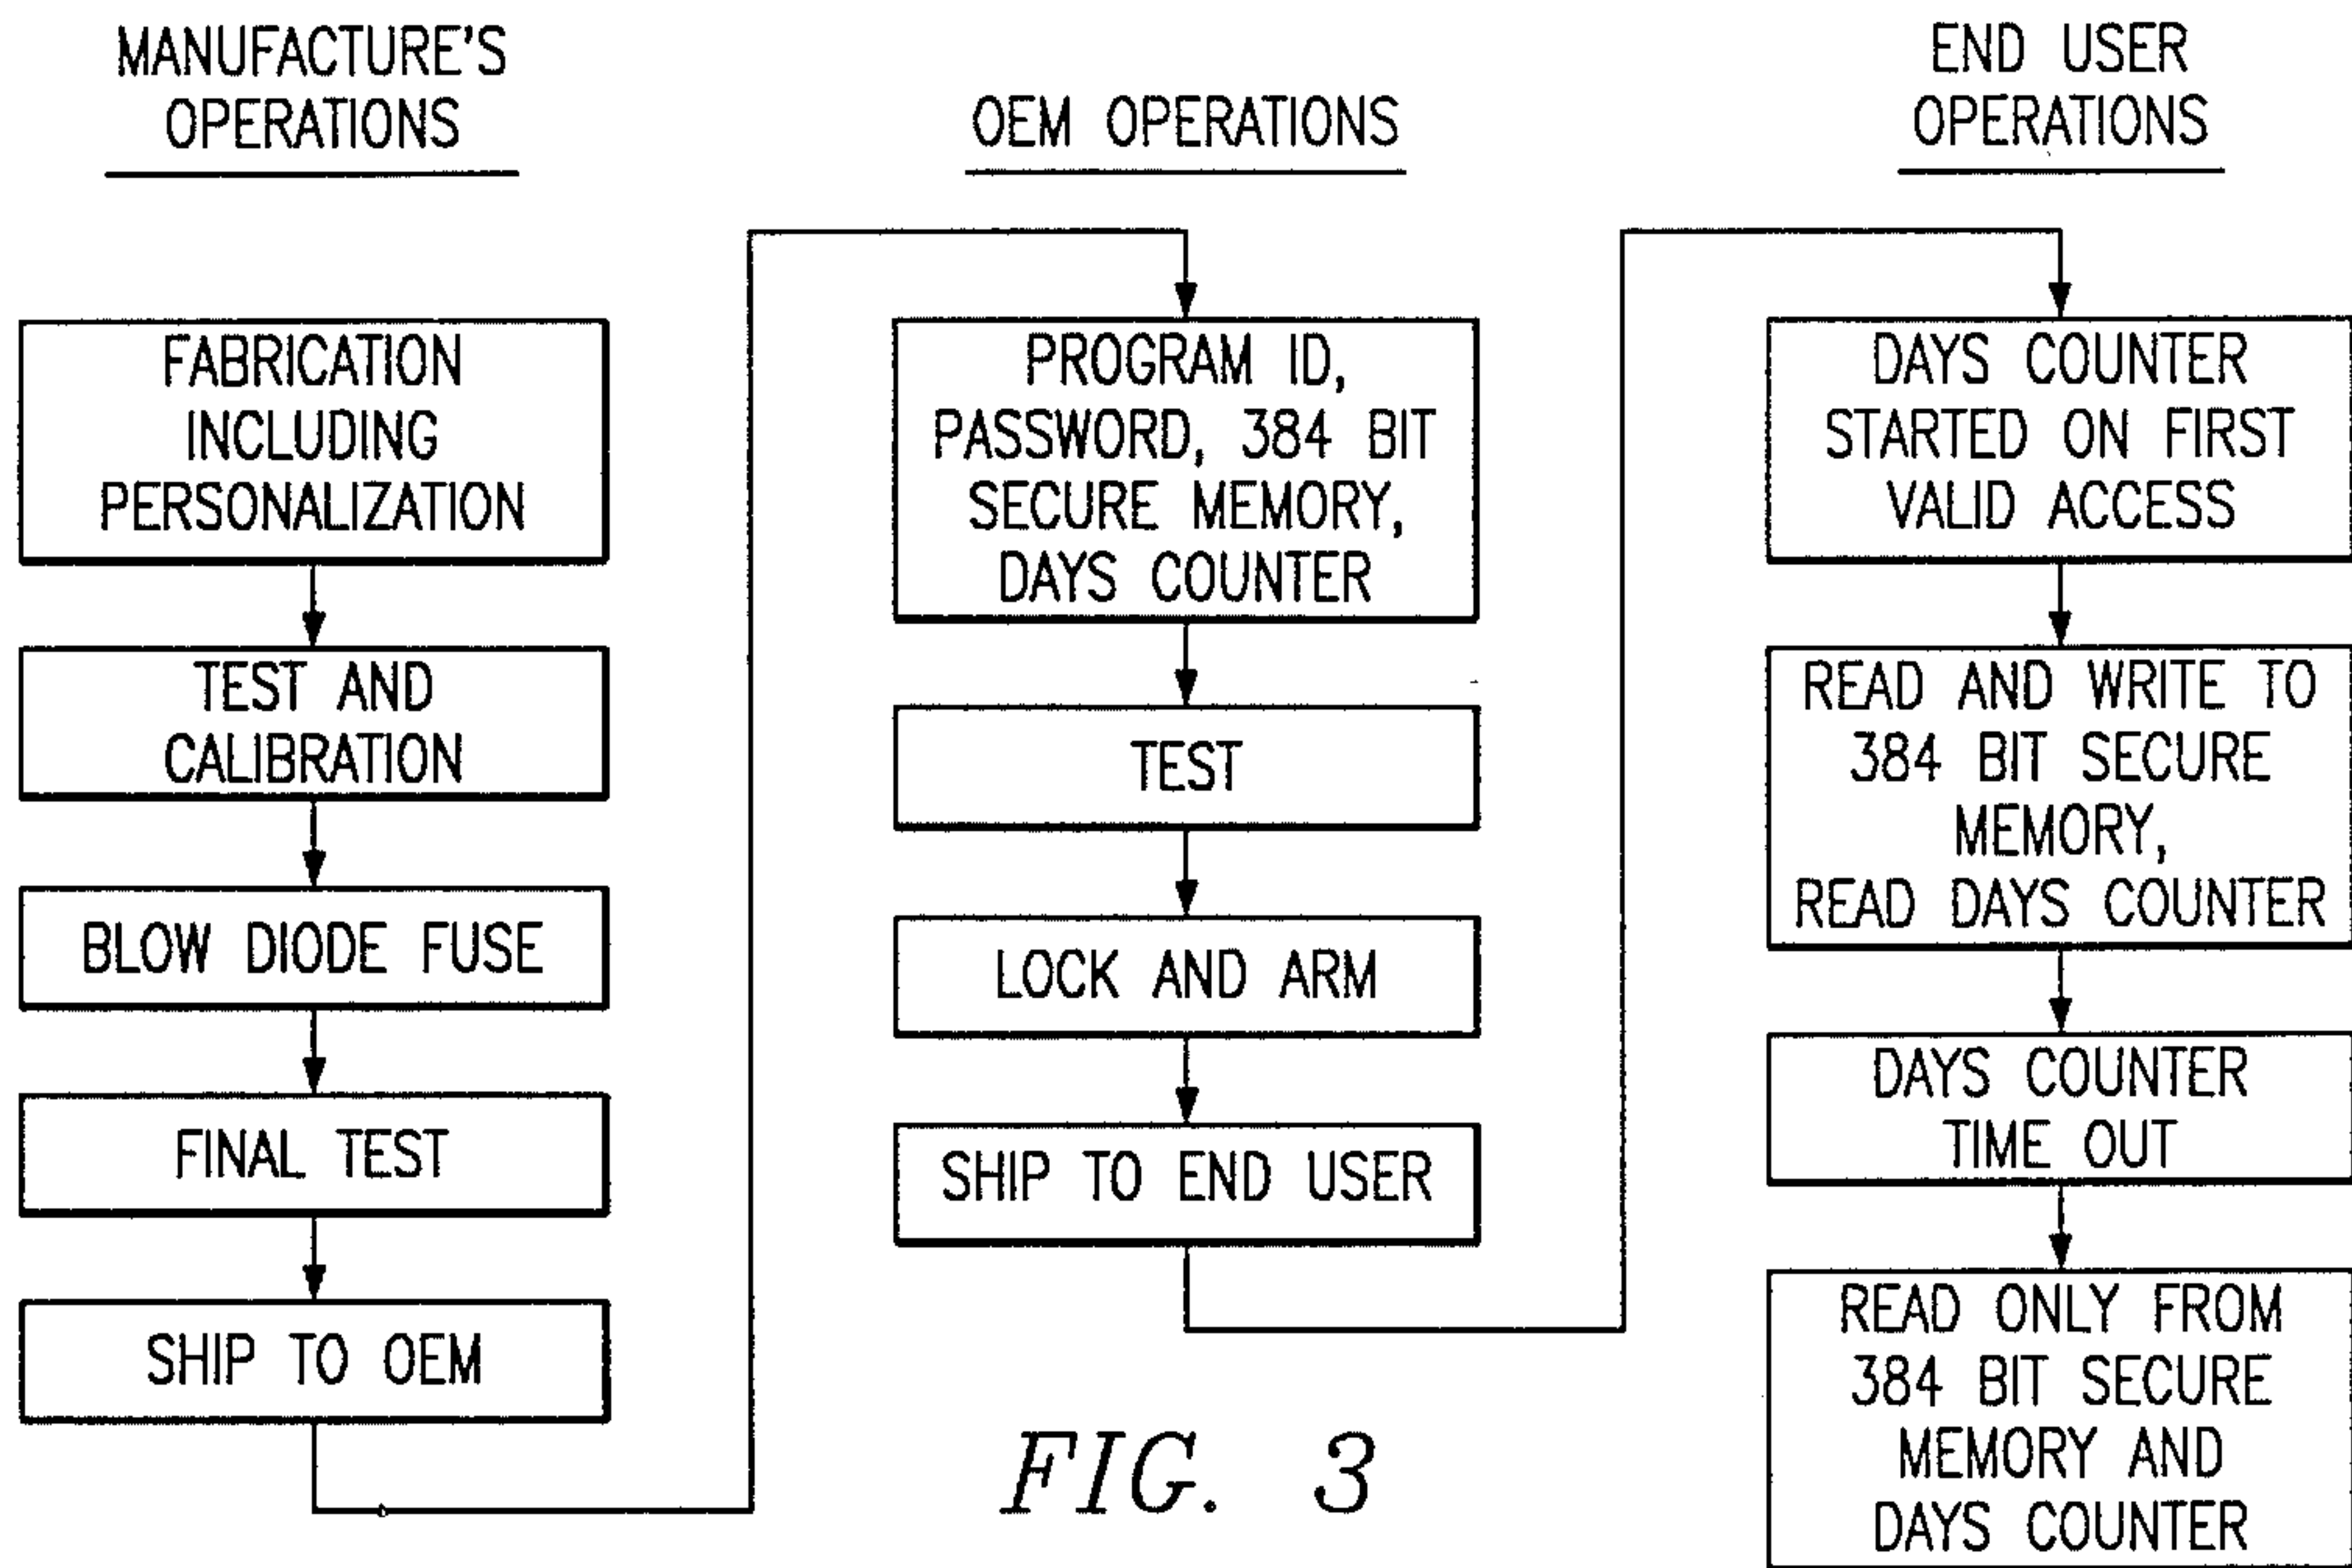 MANUFACTURE'S
OPERATIONS
FABRICATION
INCLUDING
PERSONALIZATION
TEST AND
CALIBRATION
BLOW DIODE FUSE
FINAL TEST
SHIP TO OEM
OEM OPERATIONS
PROGRAM ID,
PASSWORD, 384 BIT
SECURE MEMORY,
DAYS COUNTER
TEST
LOCK AND ARM
SHIP TO END USER
END USER
OPERATIONS
DAYS COUNTER
STARTED ON FIRST
VALID ACCESS
READ AND WRITE TO
384 BIT SECURE
MEMORY,
READ DAYS COUNTER
DAYS COUNTER
TIME OUT
READ ONLY FROM
384 BIT SECURE
MEMORY AND
DAYS COUNTER
FIG. 3